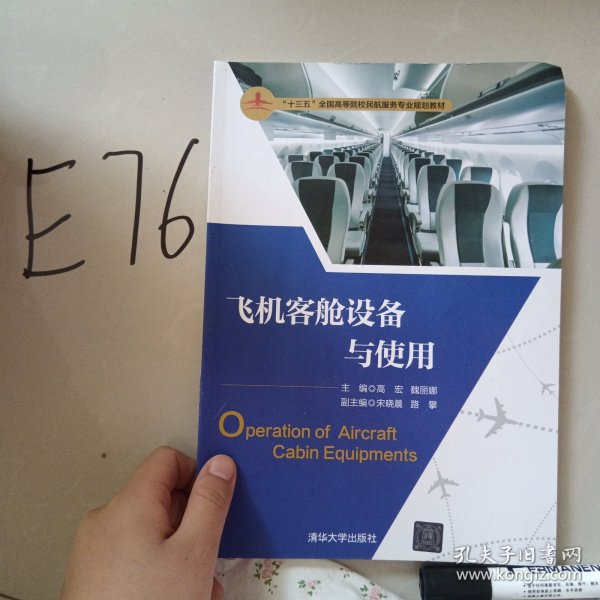 E76
“十三五”全国高等院校民航服务专业规划教材
飞机客舱设备
与使用
主 编◎高 宏 魏丽娜
副主编◎宋晓晨 路 攀
Operation of Aircraft
Cabin Equipments
清华大学出版社
孔夫子旧书网
www.kongfz.com
PERMANEN